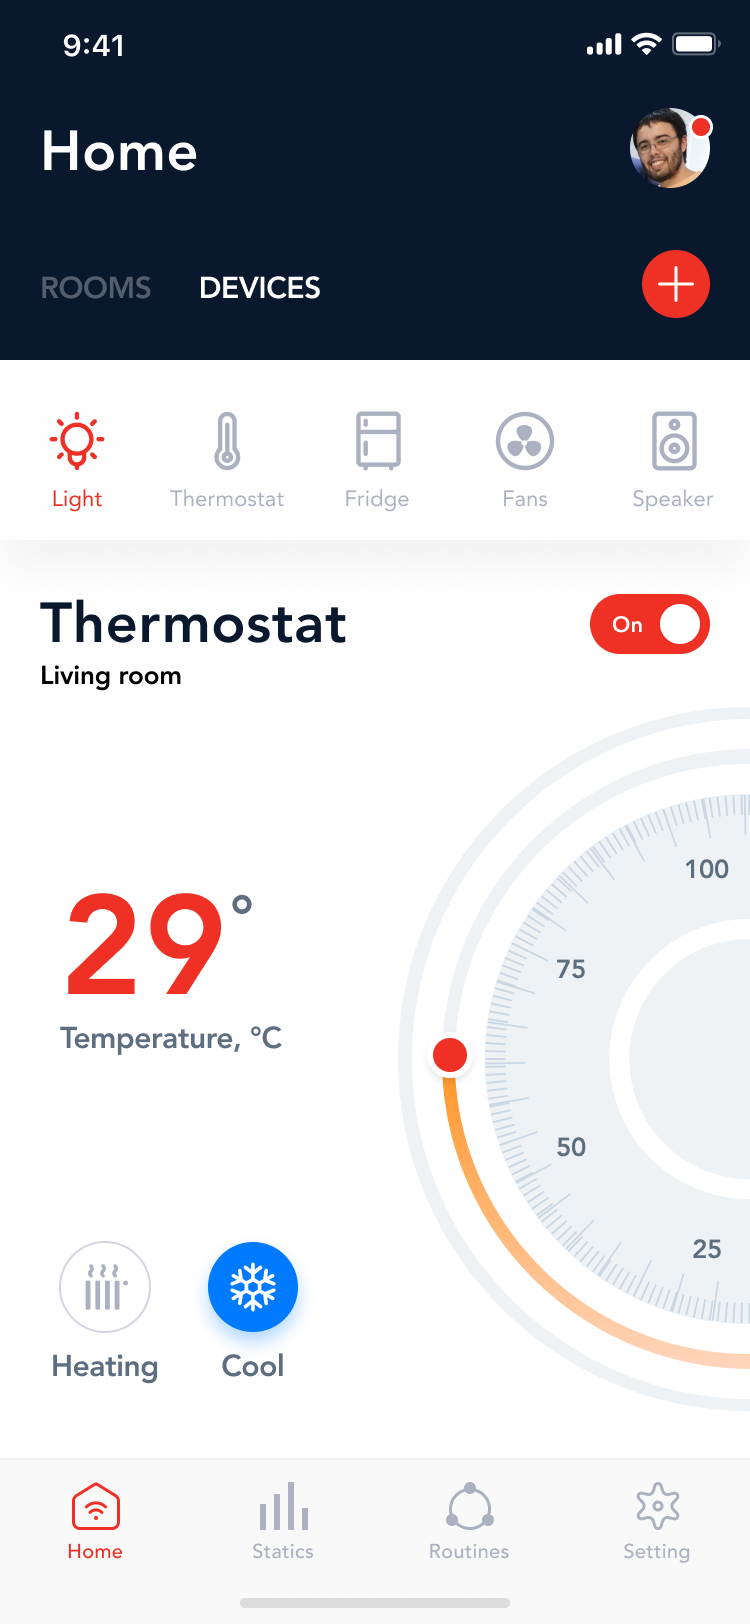 9:41
Home
ROOMS DEVICES
Light Thermostat Fridge Fans Speaker
Thermostat
On
Living room
100
75
29°
Temperature, °C
50
25
Heating Cool
Home Statics Routines Setting